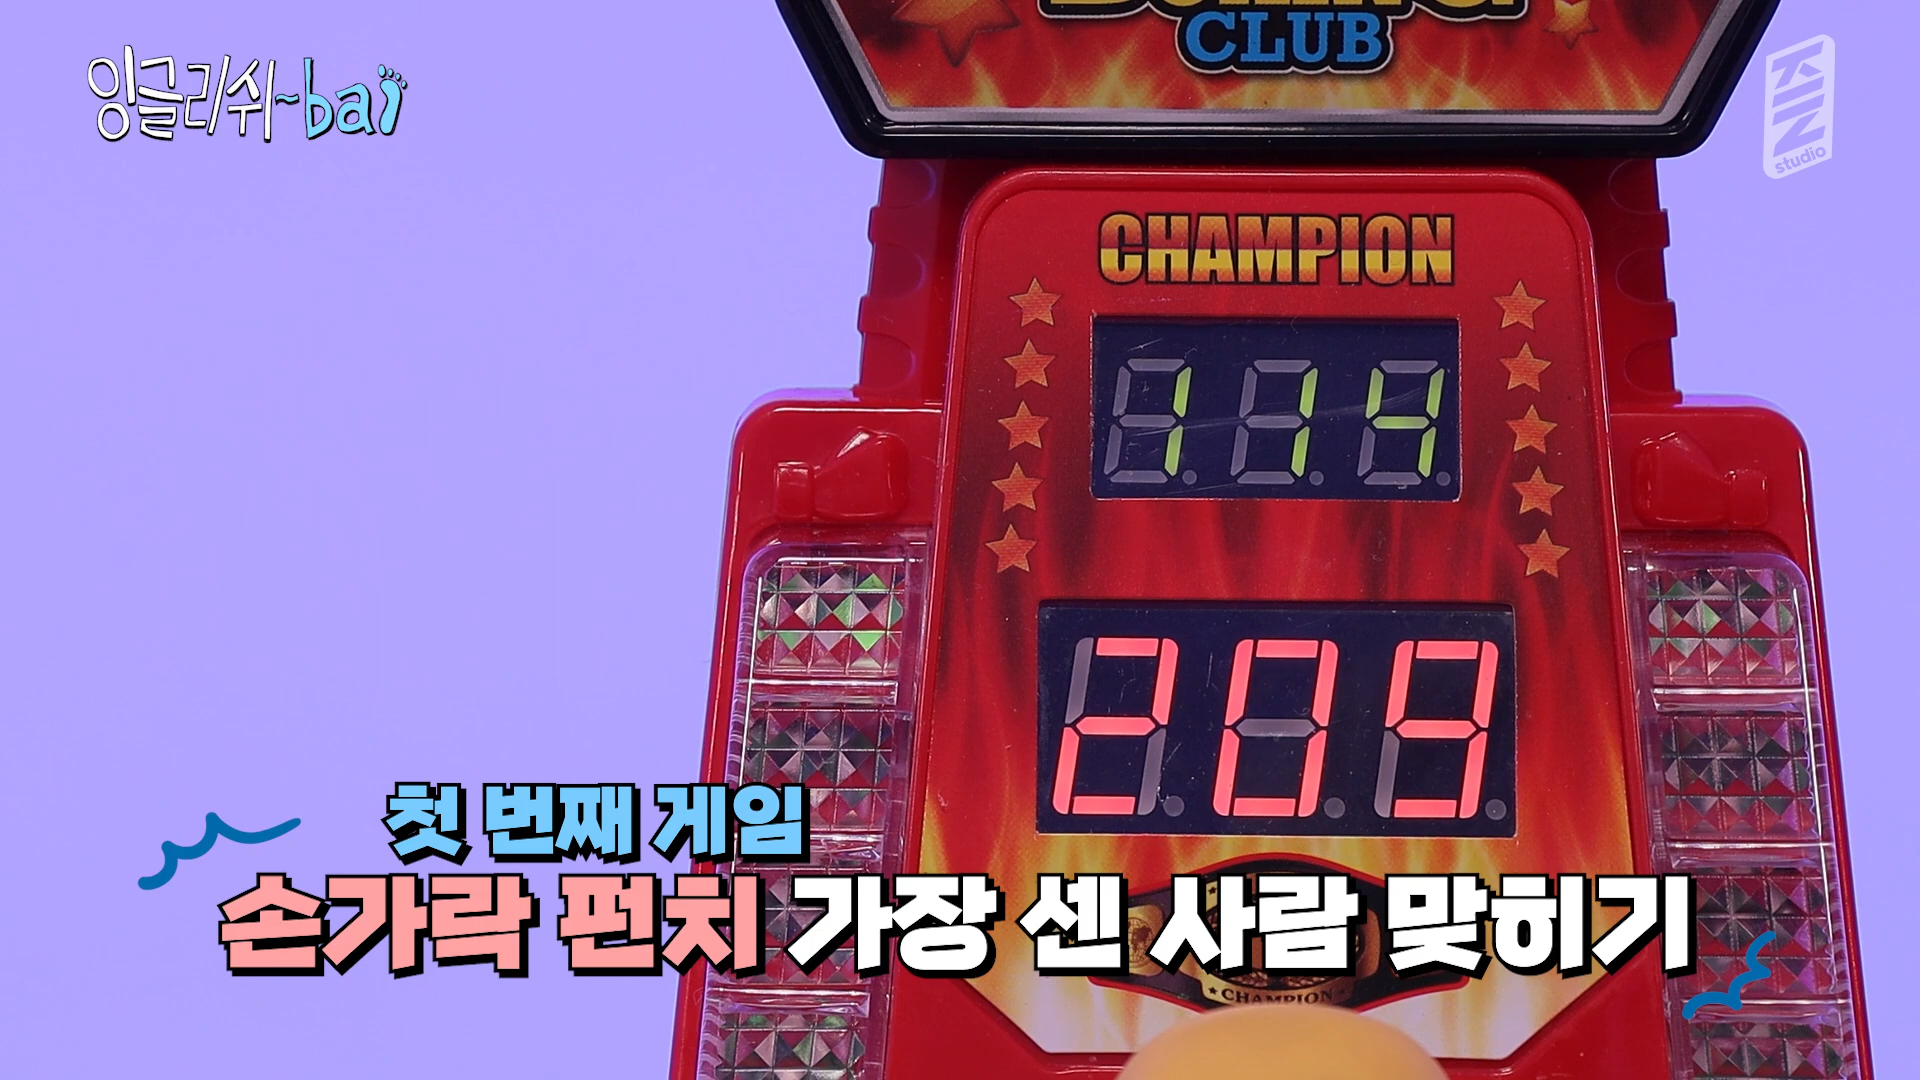 잉글리쉬~bai
CLUB
즈
studio
CHAMPION
114
209
첫 번째 게임
손가락 펀치 가장 센 사람 맞히기
CHAMPION